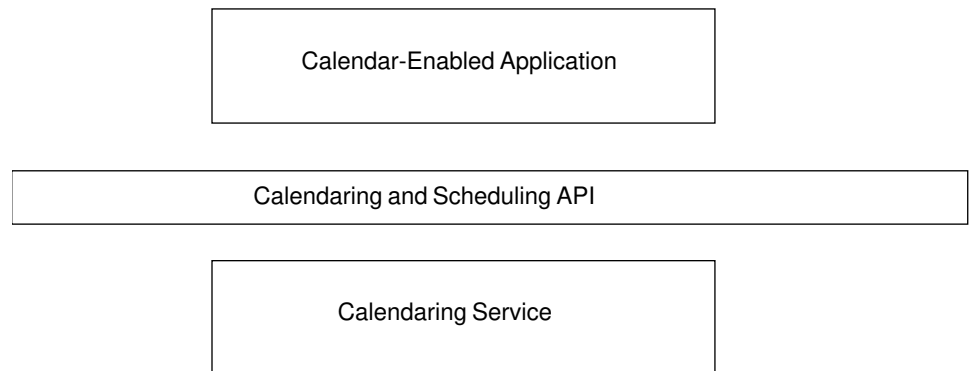 Calendar-Enabled Application
Calendaring and Scheduling API
Calendaring Service